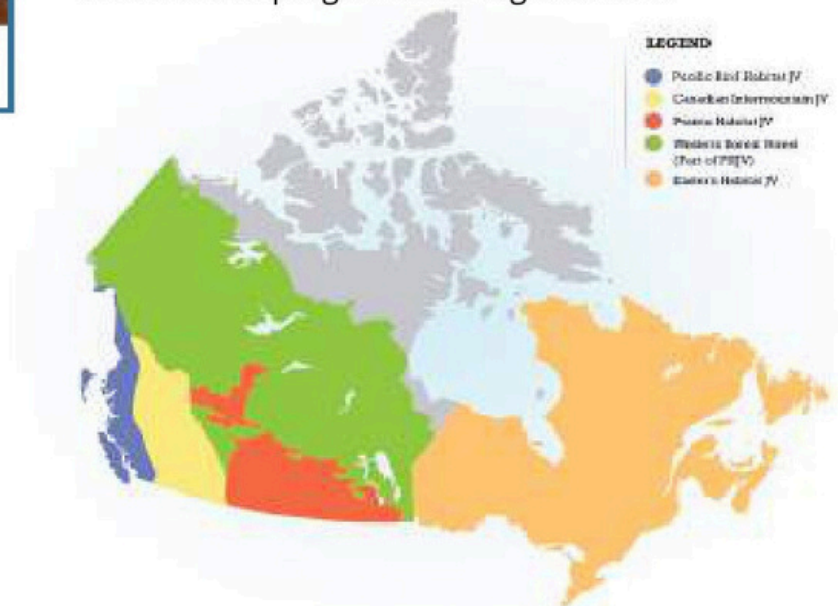 LEGEND
Pacific Bird Habitat JV
Canadian Intermountain JV
Prairie Habitat JV
Western Boreal Forest
(Part of PHJV)
Eastern Habitat JV